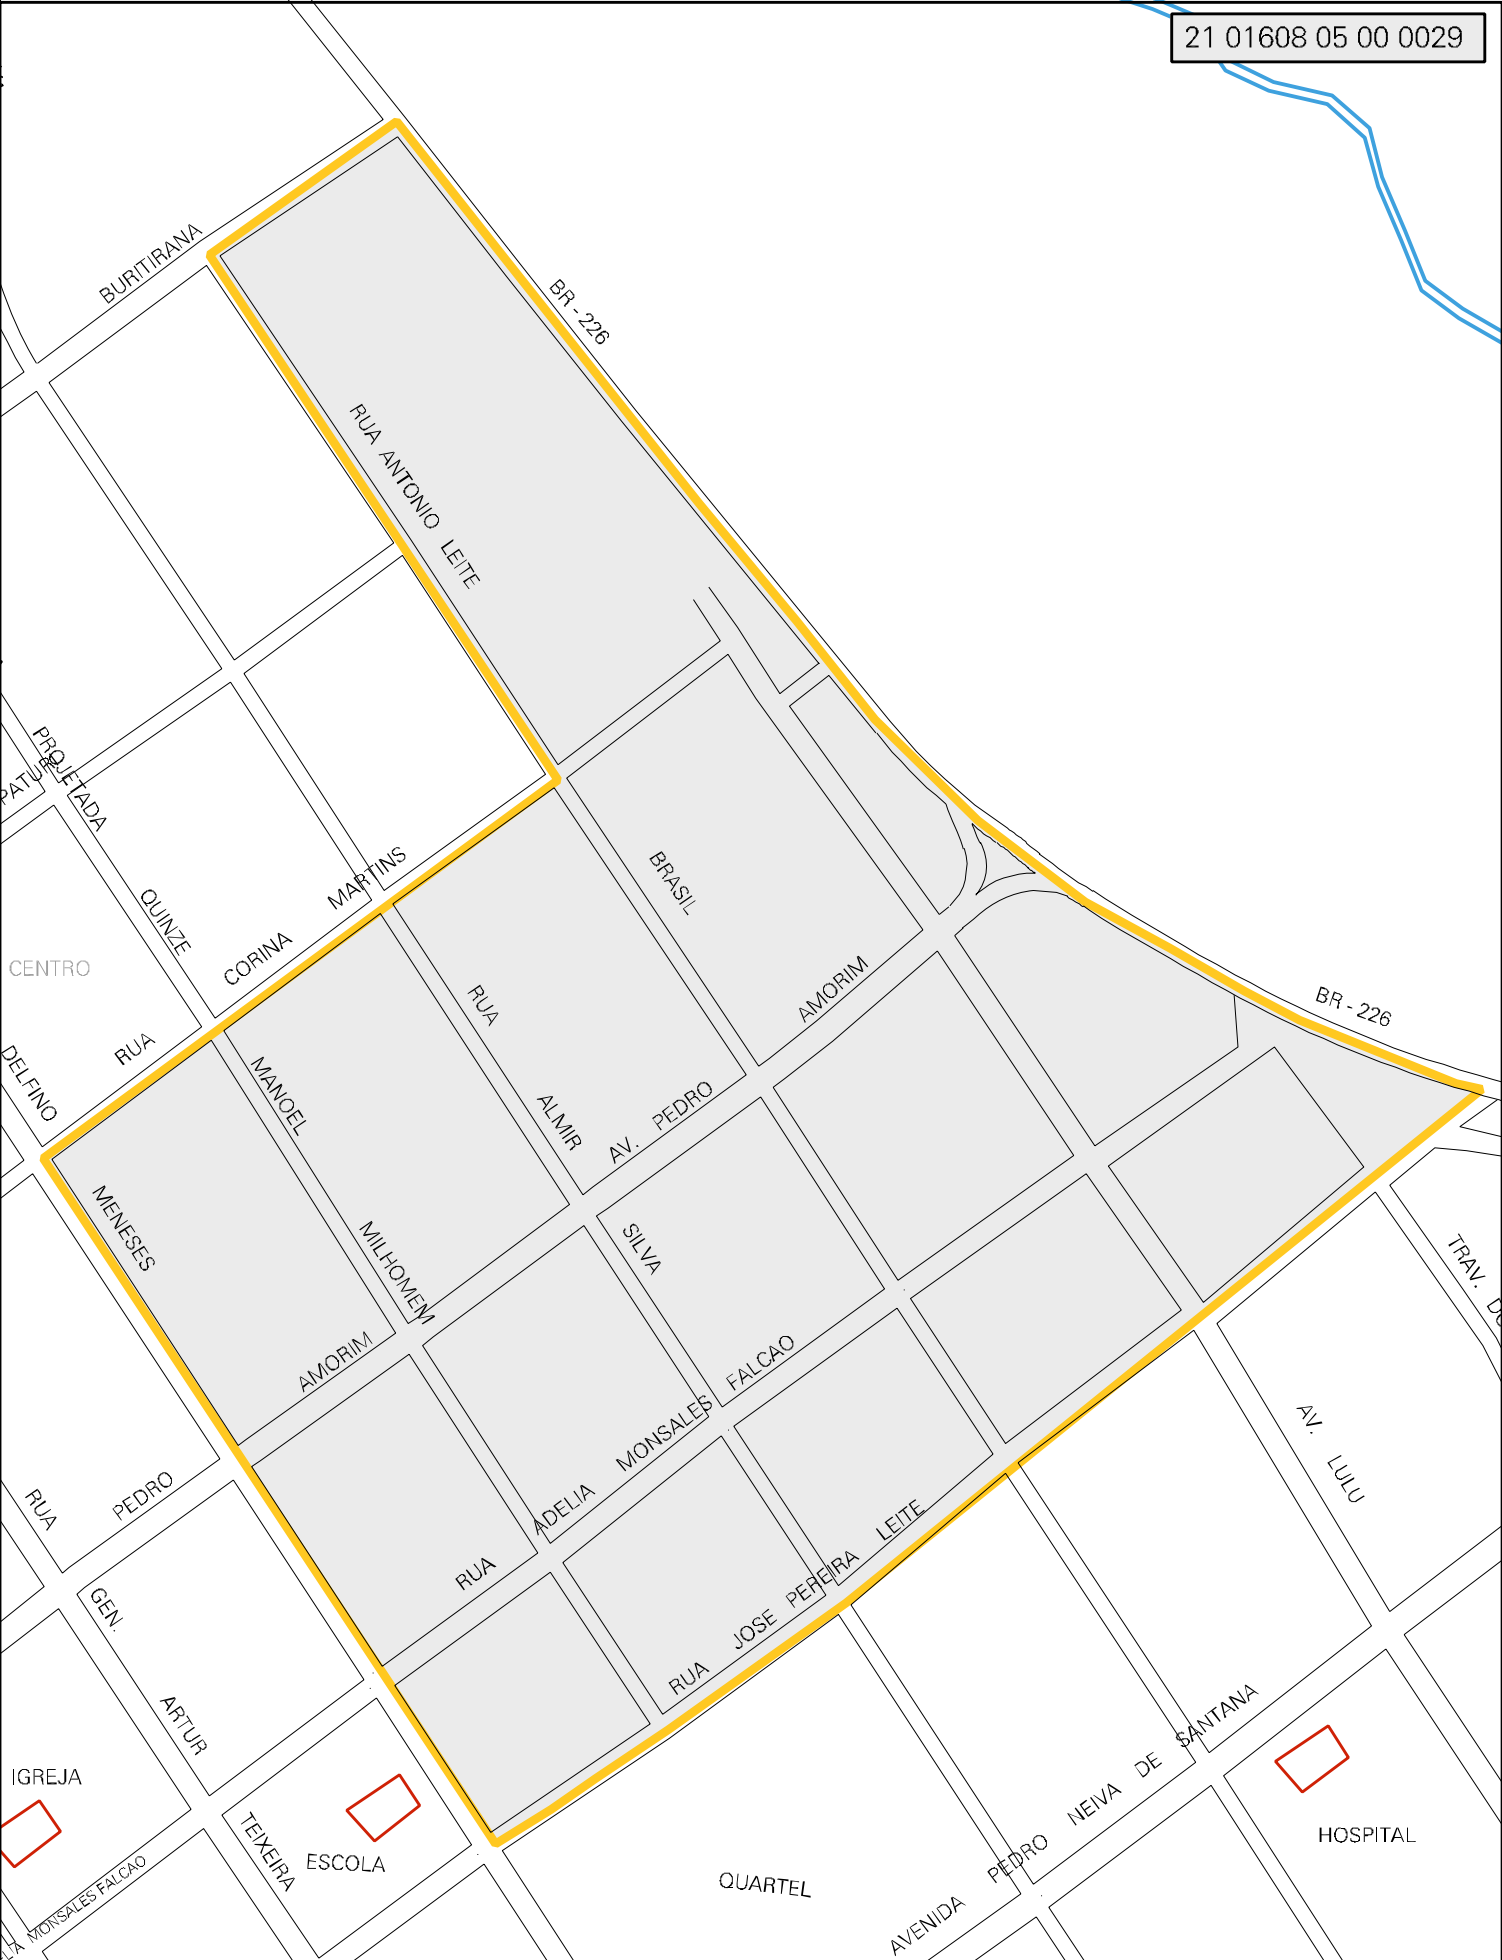 21 01608 05 00 0029
BURITIRANA
BR - 226
RUA ANTONIO LEITE
PROJETADA QUINZE
RUA CORINA MARTINS
BRASIL
CENTRO
DELFINO
BR - 226
RUA ALMIR SILVA
AV. PEDRO AMORIM
MANOEL MILHOMEM
MENESES
PEDRO AMORIM
TRAV.
RUA ADELIA MONSALES FALCAO
AV. LULU
RUA JOSE PEREIRA LEITE
RUA GEN. ARTUR TEIXEIRA
IGREJA
ESCOLA
QUARTEL
HOSPITAL
AVENIDA PEDRO NEIVA DE SANTANA
MONSALES FALCAO